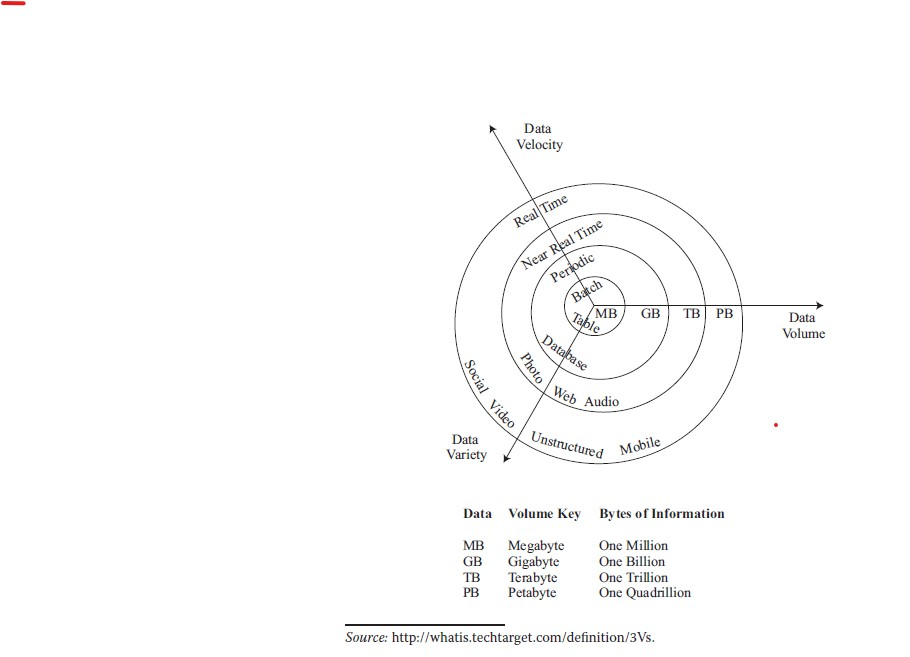 Data
Velocity
Real Time
Near Real Time
Periodic
Batch
MB GB TB PB
Data
Volume
Table
Database
Photo Web Audio
Social Video Unstructured Mobile
Data
Variety
Data Volume Key Bytes of Information
MB Megabyte One Million
GB Gigabyte One Billion
TB Terabyte One Trillion
PB Petabyte One Quadrillion
Source: http://whatis.techtarget.com/definition/3Vs.